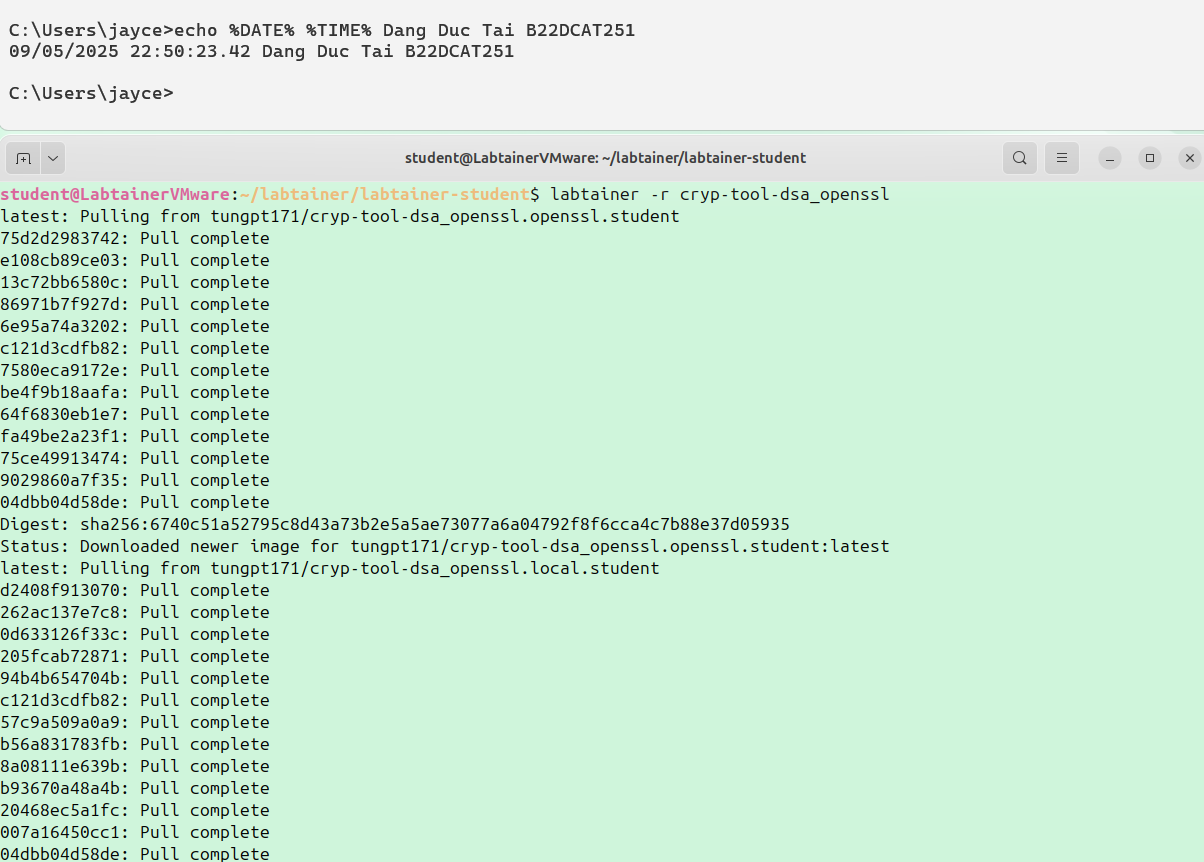 C:\Users\jayce>echo %DATE% %TIME% Dang Duc Tai B22DCAT251
09/05/2025 22:50:23.42 Dang Duc Tai B22DCAT251
C:\Users\jayce>
student@LabtainerVMware: ~/labtainer/labtainer-student
student@LabtainerVMware:~/labtainer/labtainer-student$ labtainer -r cryp-tool-dsa_openssl
latest: Pulling from tungpt171/cryp-tool-dsa_openssl.openssl.student
75d2d2983742: Pull complete
e108cb89ce03: Pull complete
13c72bb6580c: Pull complete
86971b7f927d: Pull complete
6e95a74a3202: Pull complete
c121d3cdfb82: Pull complete
7580eca9172e: Pull complete
be4f9b18aafa: Pull complete
64f6830eb1e7: Pull complete
fa49be2a23f1: Pull complete
75ce49913474: Pull complete
9029860a7f35: Pull complete
04dbb04d58de: Pull complete
Digest: sha256:6740c51a52795c8d43a73b2e5a5ae73077a6a04792f8f6cca4c7b88e37d05935
Status: Downloaded newer image for tungpt171/cryp-tool-dsa_openssl.openssl.student:latest
latest: Pulling from tungpt171/cryp-tool-dsa_openssl.local.student
d2408f913070: Pull complete
262ac137e7c8: Pull complete
0d633126f33c: Pull complete
205fcab72871: Pull complete
94b4b654704b: Pull complete
c121d3cdfb82: Pull complete
57c9a509a0a9: Pull complete
b56a831783fb: Pull complete
8a08111e639b: Pull complete
b93670a48a4b: Pull complete
20468ec5a1fc: Pull complete
007a16450cc1: Pull complete
04dbb04d58de: Pull complete